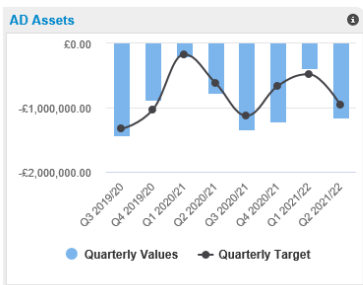 AD Assets
£0.00
-£1,000,000.00
-£2,000,000.00
Q3 2019/20
Q4 2019/20
Q1 2020/21
Q2 2020/21
Q3 2020/21
Q4 2020/21
Q1 2021/22
Q2 2021/22
Quarterly Values
Quarterly Target